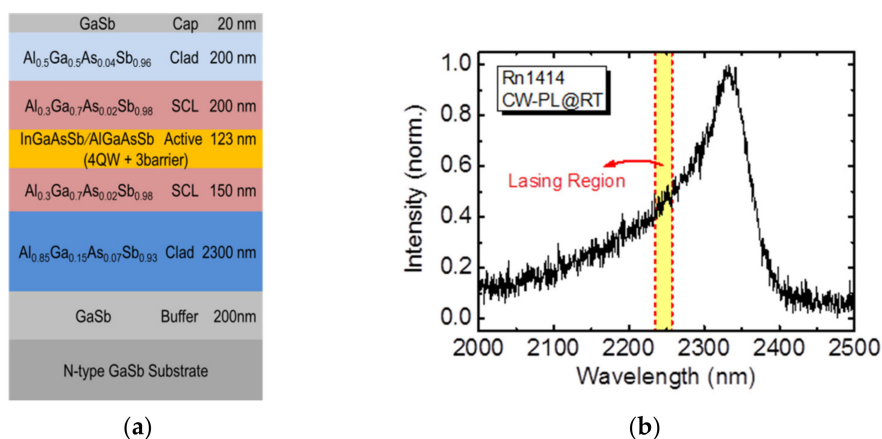 GaSb Cap 20 nm
Al0.5Ga0.5As0.04Sb0.96 Clad 200 nm
Al0.3Ga0.7As0.02Sb0.98 SCL 200 nm
InGaAsSb/AlGaAsSb Active 123 nm
(4QW + 3barrier)
Al0.3Ga0.7As0.02Sb0.98 SCL 150 nm
Al0.85Ga0.15As0.07Sb0.93 Clad 2300 nm
GaSb Buffer 200nm
N-type GaSb Substrate
(a)
Intensity (norm.)
1.0
0.8
0.6
0.4
0.2
0.0
Rn1414
CW-PL@RT
Lasing Region
2000 2100 2200 2300 2400 2500
Wavelength (nm)
(b)